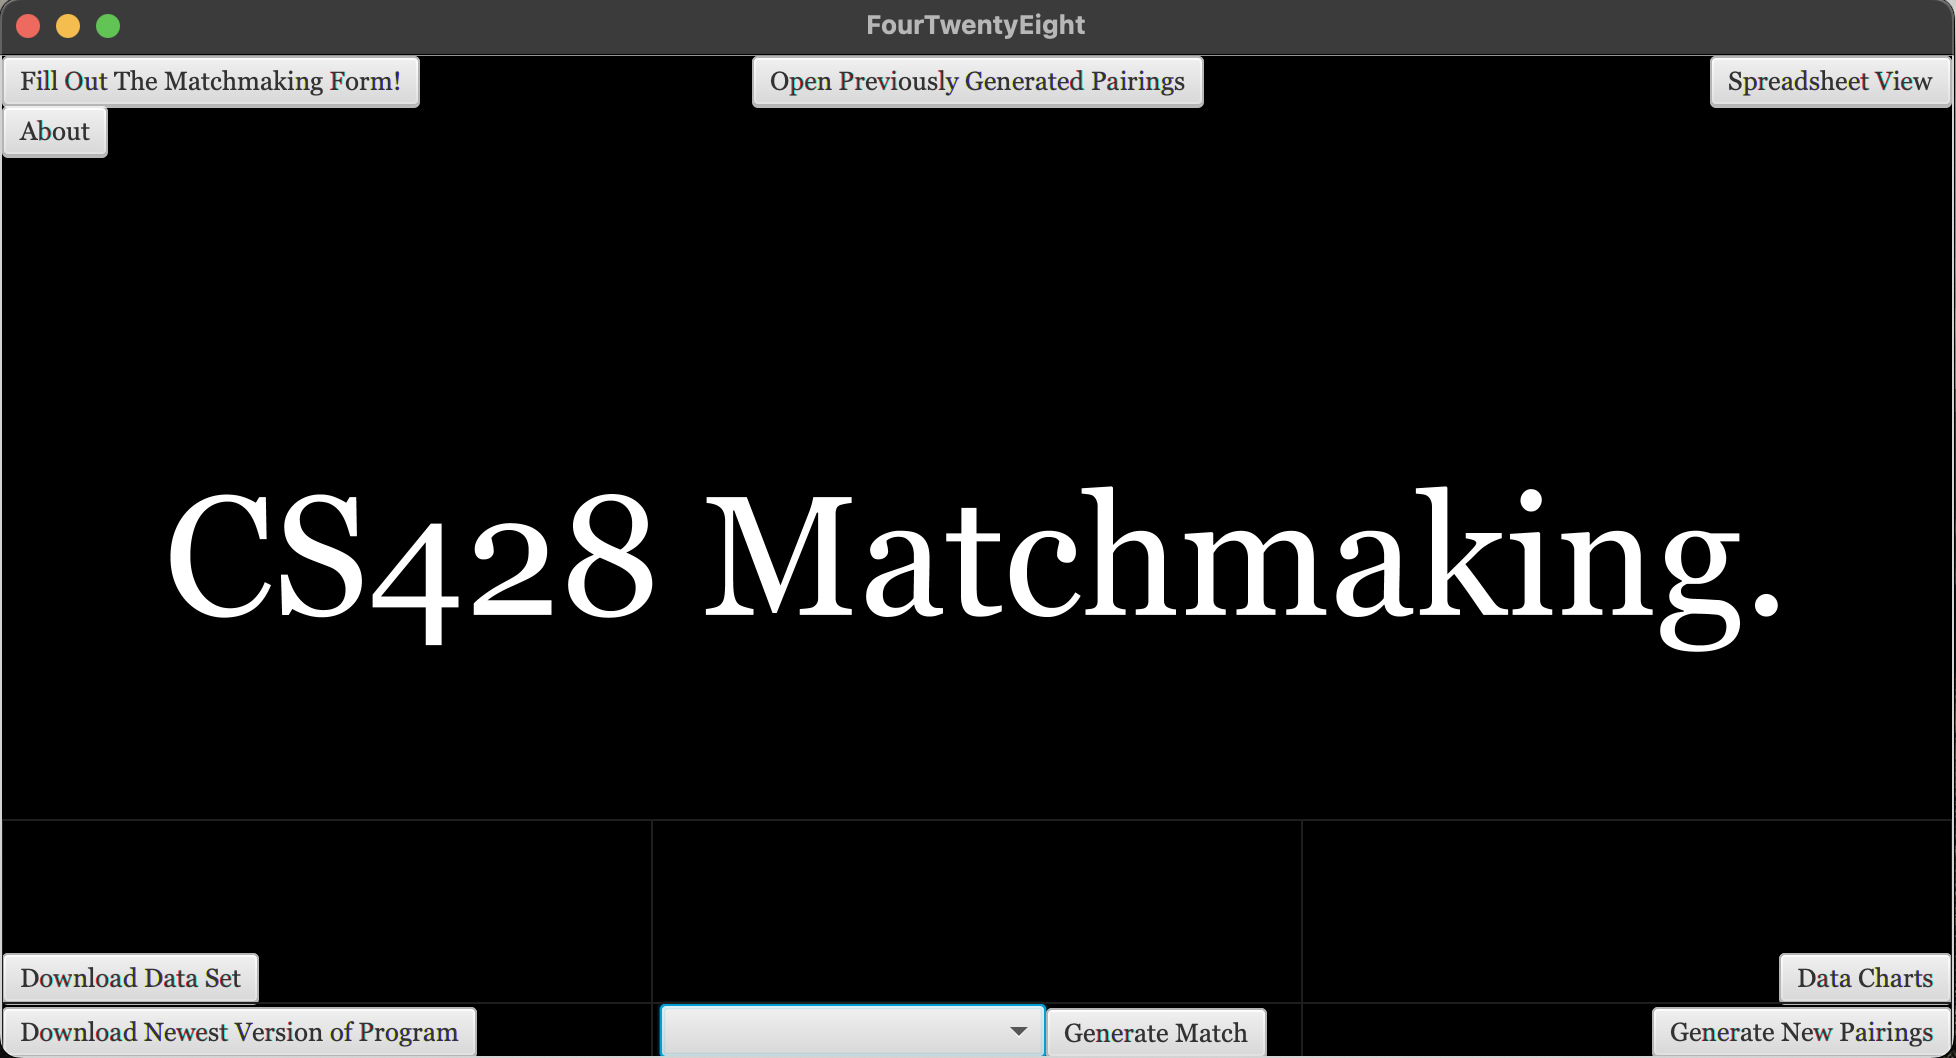 FourTwentyEight
Fill Out The Matchmaking Form!
Open Previously Generated Pairings
Spreadsheet View
About
CS428 Matchmaking.
Download Data Set
Data Charts
Download Newest Version of Program
Generate Match
Generate New Pairings